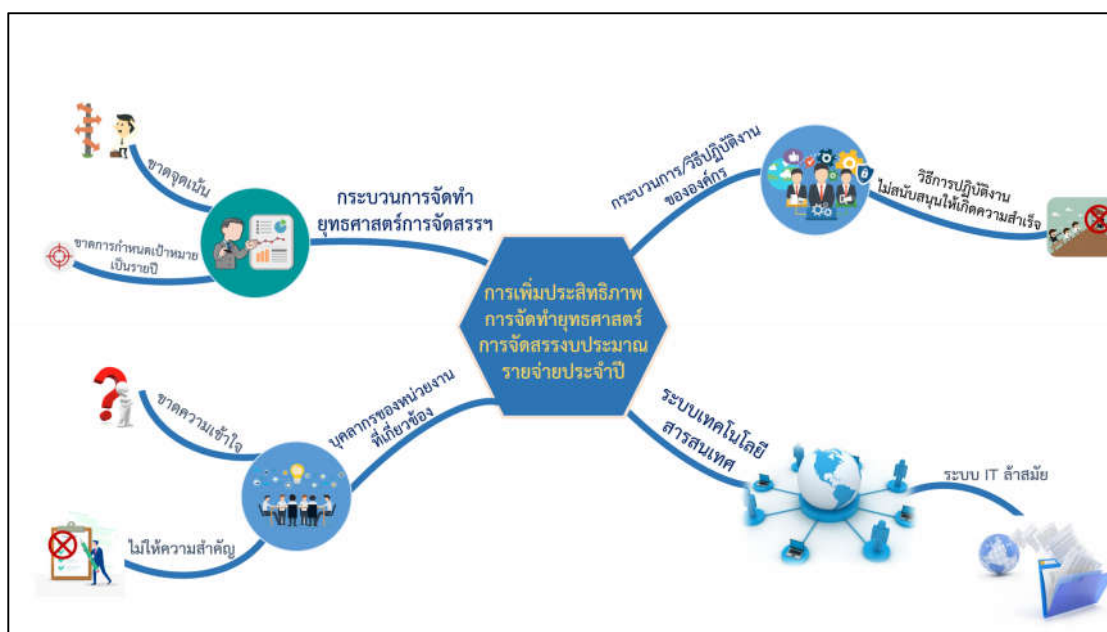 ขาดจุดเน้น
ขาดการกำหนดเป้าหมาย
เป็นรายปี
กระบวนการจัดทำ
ยุทธศาสตร์การจัดสรรฯ
กระบวนการ/วิธีปฏิบัติงาน
ขององค์กร
วิธีการปฏิบัติงาน
ไม่สนับสนุนให้เกิดความสำเร็จ
การเพิ่มประสิทธิภาพ
การจัดทำยุทธศาสตร์
การจัดสรรงบประมาณ
รายจ่ายประจำปี
ขาดความเข้าใจ
ไม่ให้ความสำคัญ
บุคลากรของหน่วยงาน
ที่เกี่ยวข้อง
ระบบเทคโนโลยี
สารสนเทศ
ระบบ IT ล้าสมัย